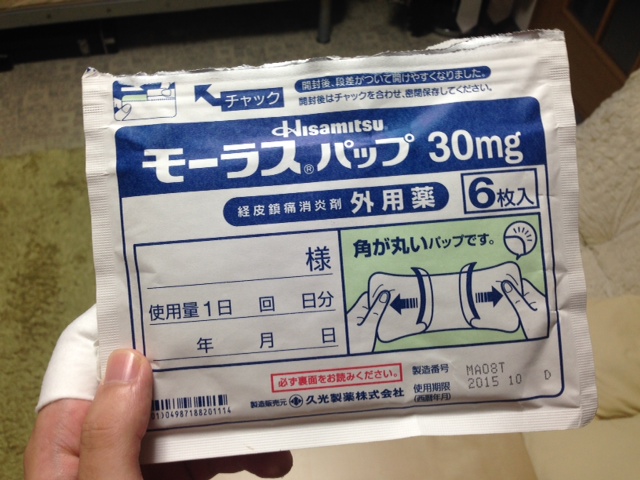 チャック
開封後、段差がついて開けやすくなりました。
開封後はチャックを合わせ、密閉保存してください。
Hisamitsu
モーラス®パップ 30mg
経皮鎮痛消炎剤 外用薬 6枚入
様
使用量1日 回 日分
年 月 日
角が丸いパップです。
必ず裏面をお読みください。
製造販売元 久光製薬株式会社
製造番号 MA08T
使用期限 2015 10 D
(西暦年月)
)04987188201114